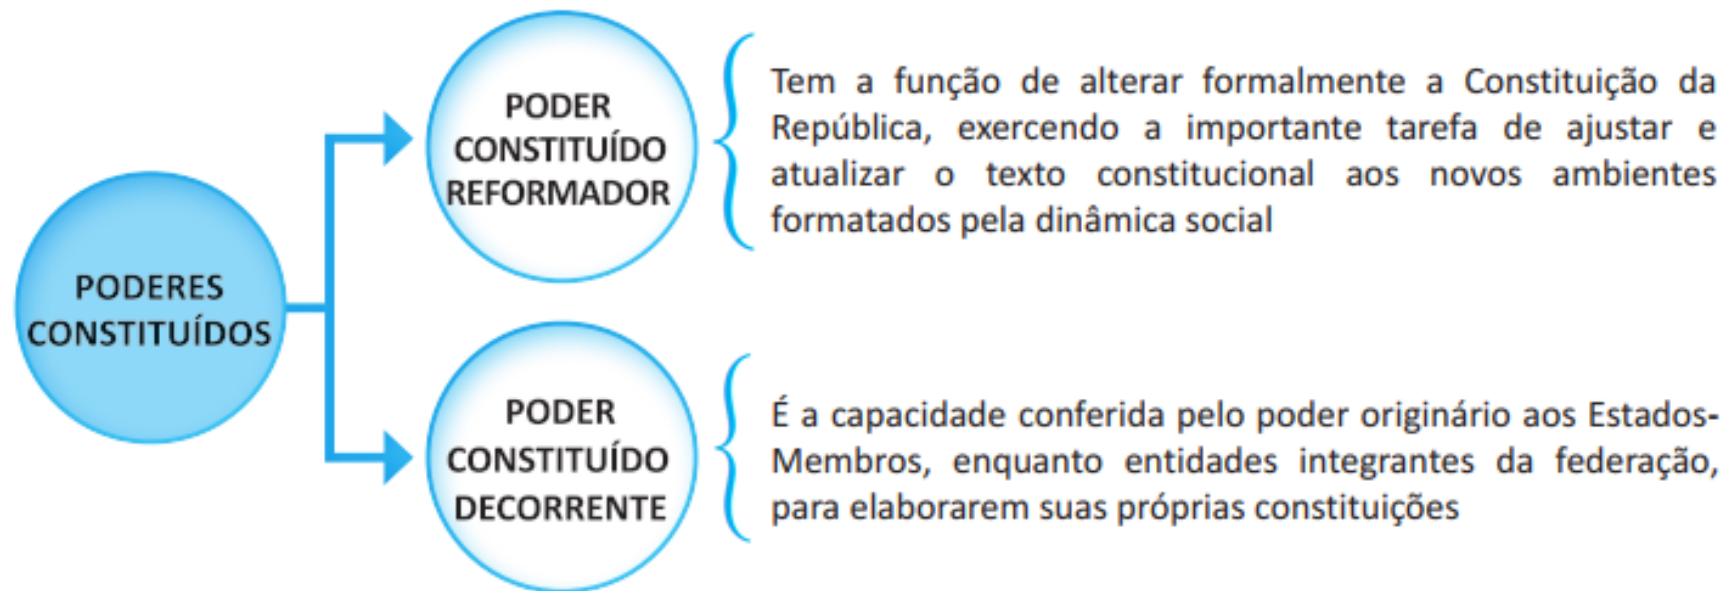 PODERES
CONSTITUÍDOS
PODER
CONSTITUÍDO
REFORMADOR
Tem a função de alterar formalmente a Constituição da
República, exercendo a importante tarefa de ajustar e
atualizar o texto constitucional aos novos ambientes
formatados pela dinâmica social
PODER
CONSTITUÍDO
DECORRENTE
É a capacidade conferida pelo poder originário aos Estados-
Membros, enquanto entidades integrantes da federação,
para elaborarem suas próprias constituições